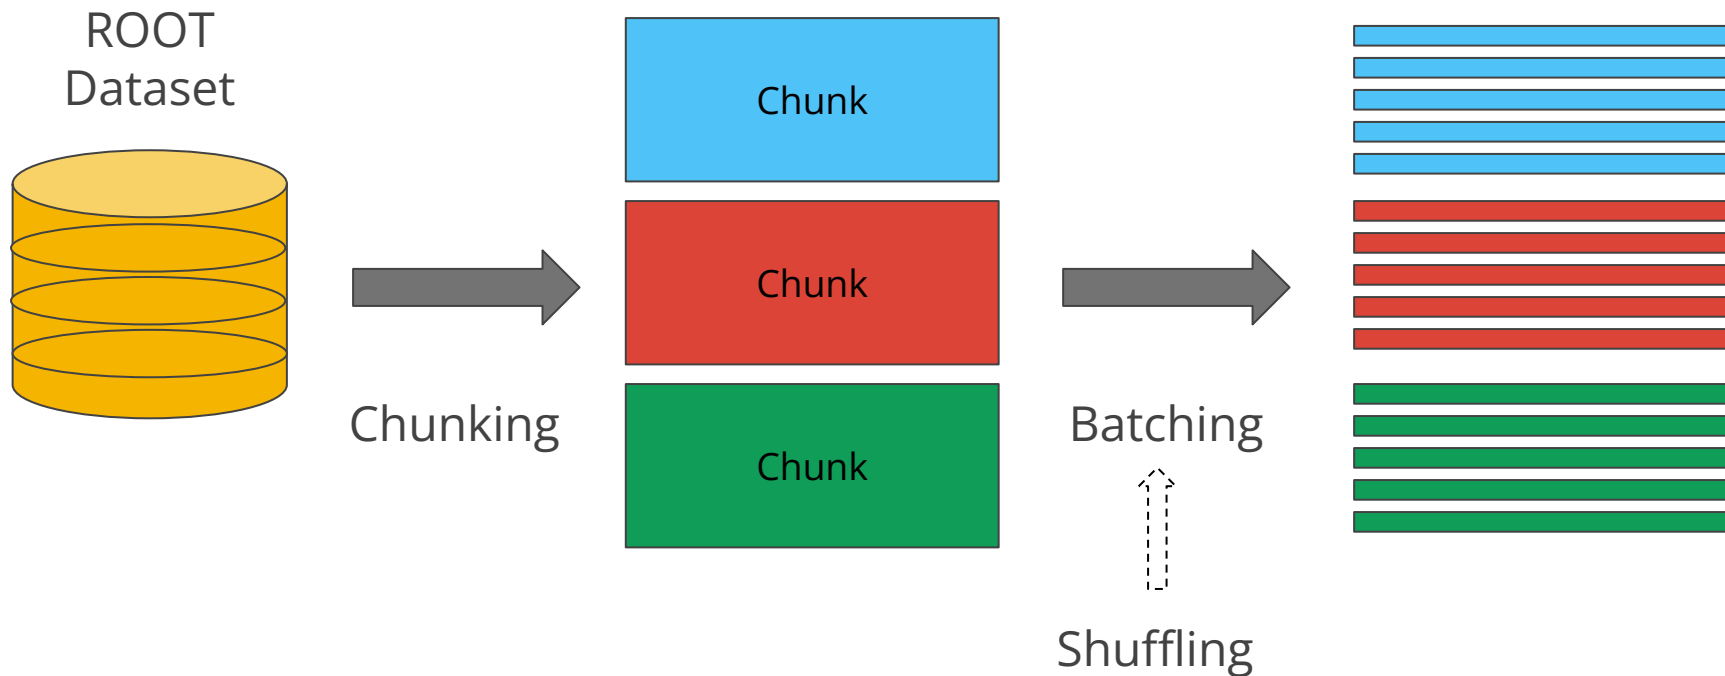 ROOT
Dataset
Chunking
Chunk
Chunk
Chunk
Batching
Shuffling